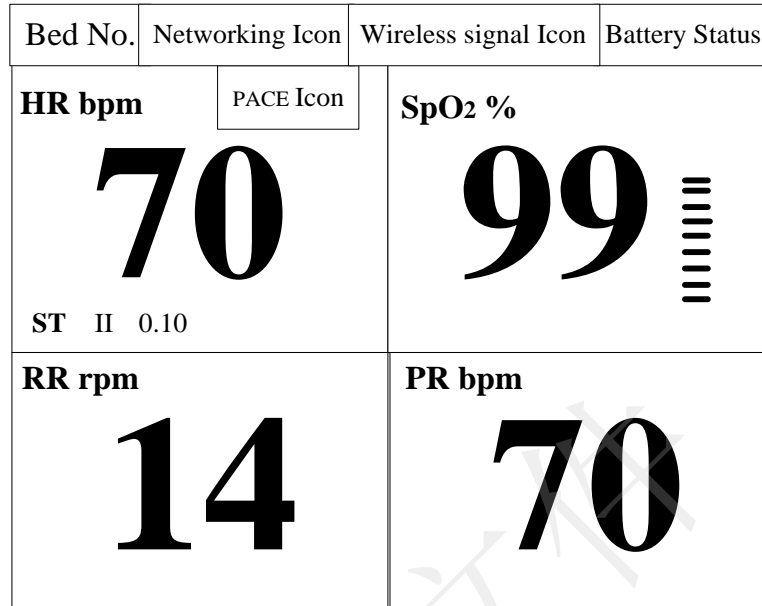 Bed No. Networking Icon Wireless signal Icon Battery Status
HR bpm PACE Icon SpO2 %
70 99
ST II 0.10
RR rpm PR bpm
14 70